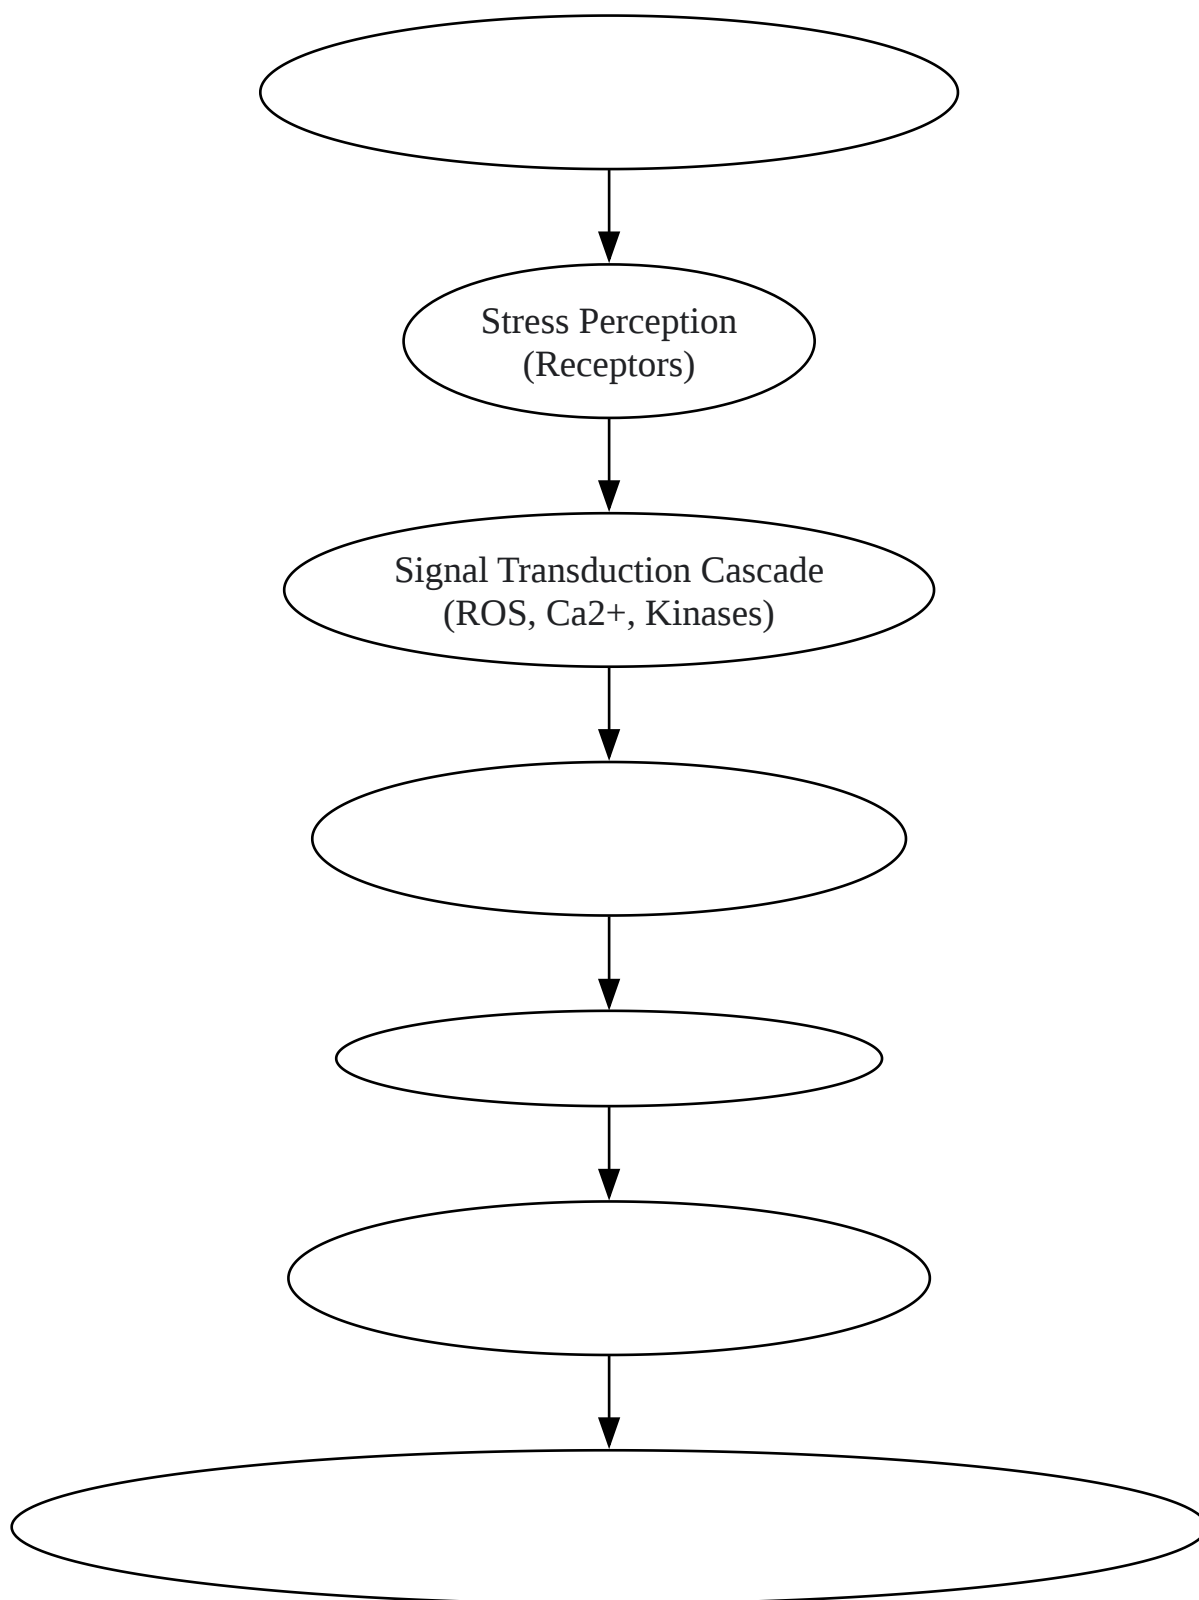 Stress Perception
(Receptors)
Signal Transduction Cascade
(ROS, Ca2+, Kinases)